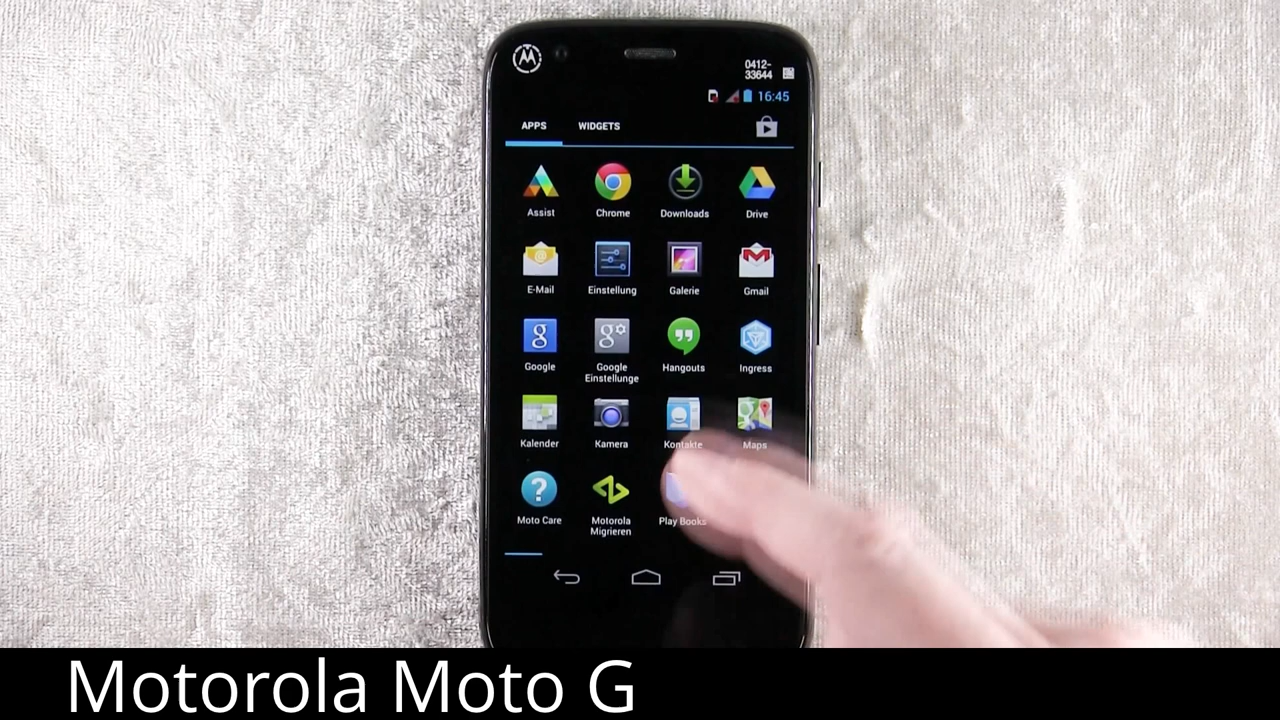 0412-
33644
16:45
APPS WIDGETS
Assist Chrome Downloads Drive
E-Mail Einstellung Galerie Gmail
Google Google Einstellunge Hangouts Ingress
Kalender Kamera Kontakte Maps
Moto Care Motorola Migrieren Play Books
Motorola Moto G